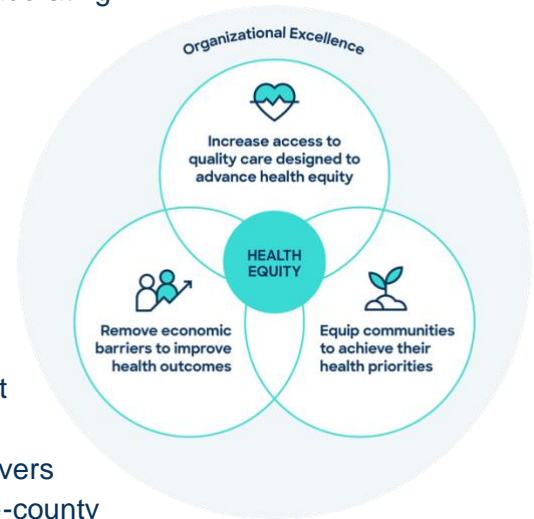 Organizational Excellence
Increase access to
quality care designed to
advance health equity
HEALTH
EQUITY
Remove economic
barriers to improve
health outcomes
Equip communities
to achieve their
health priorities
-county